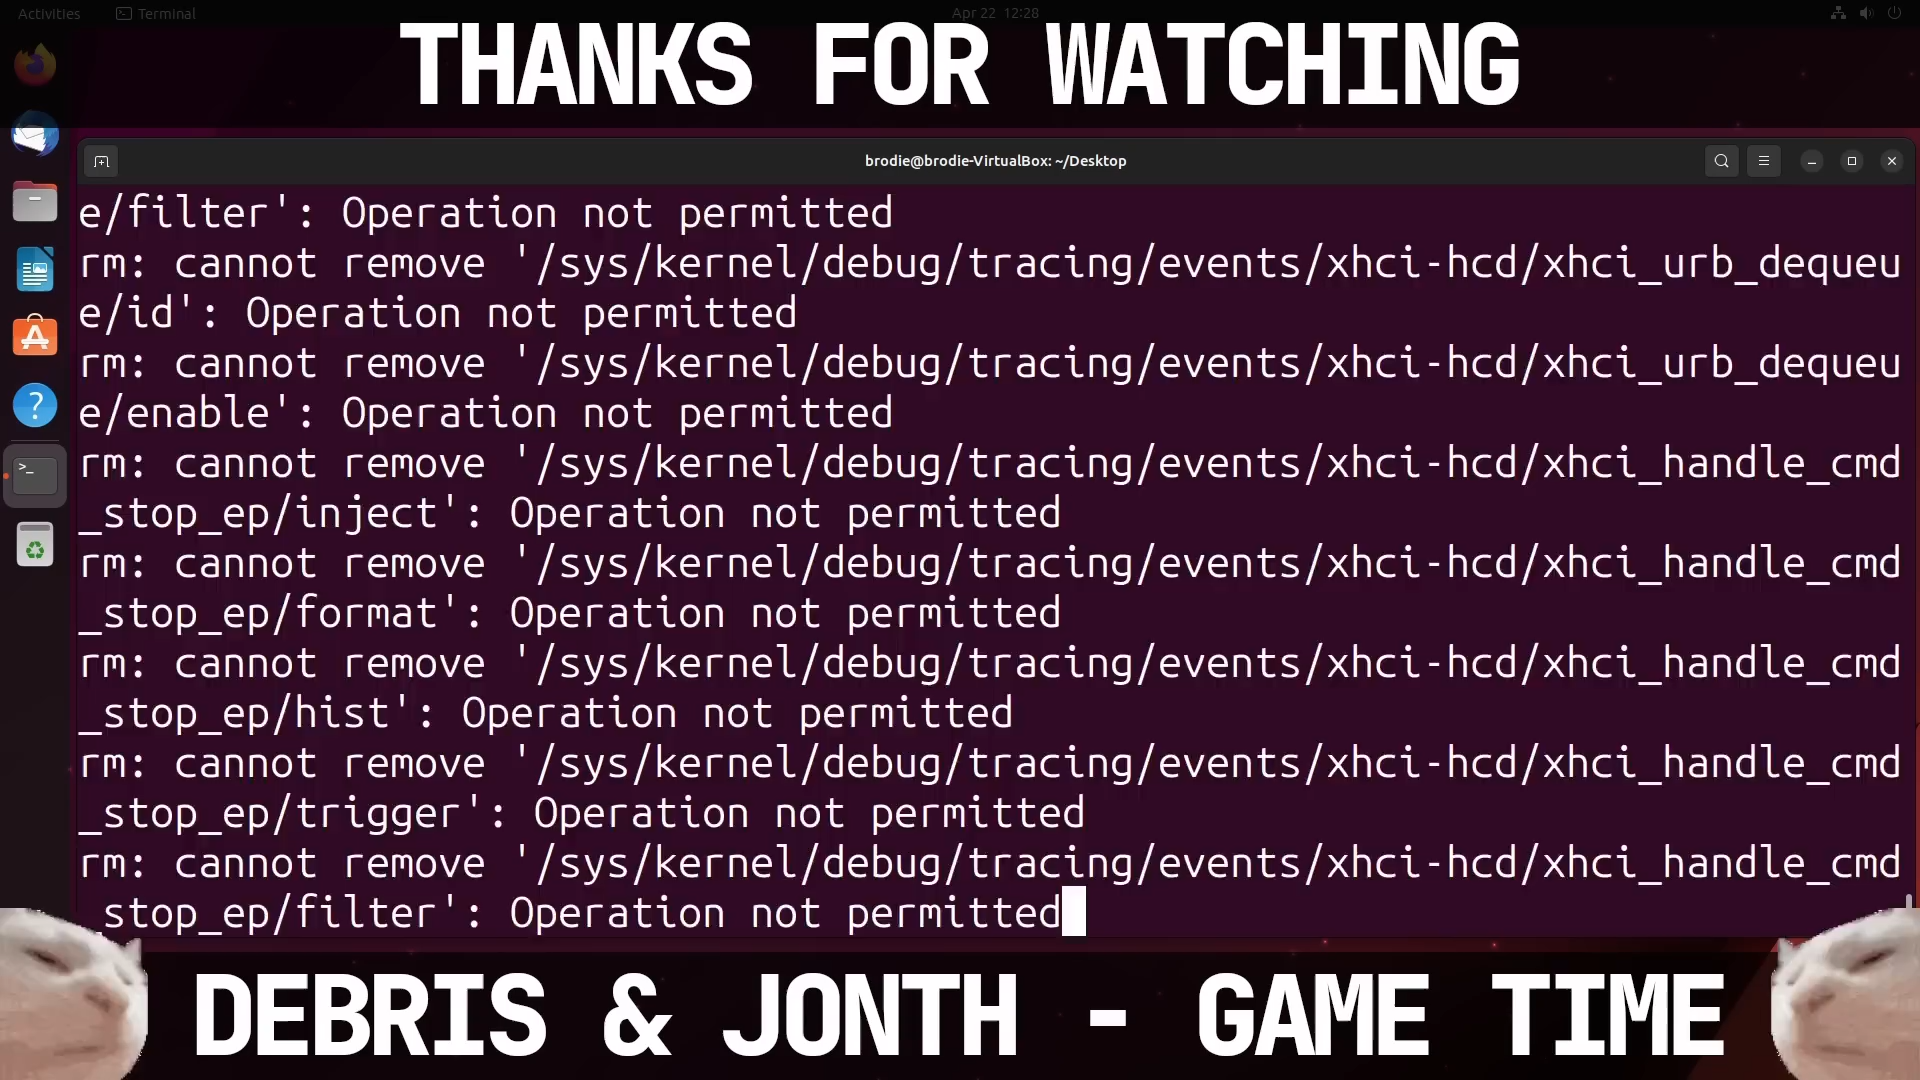 Activities
Terminal
Apr 22 12:28
THANKS FOR WATCHING
brodie@brodie-VirtualBox: ~/Desktop
e/filter': Operation not permitted
rm: cannot remove '/sys/kernel/debug/tracing/events/xhci-hcd/xhci_urb_dequeu
e/id': Operation not permitted
rm: cannot remove '/sys/kernel/debug/tracing/events/xhci-hcd/xhci_urb_dequeu
e/enable': Operation not permitted
rm: cannot remove '/sys/kernel/debug/tracing/events/xhci-hcd/xhci_handle_cmd
_stop_ep/inject': Operation not permitted
rm: cannot remove '/sys/kernel/debug/tracing/events/xhci-hcd/xhci_handle_cmd
_stop_ep/format': Operation not permitted
rm: cannot remove '/sys/kernel/debug/tracing/events/xhci-hcd/xhci_handle_cmd
_stop_ep/hist': Operation not permitted
rm: cannot remove '/sys/kernel/debug/tracing/events/xhci-hcd/xhci_handle_cmd
_stop_ep/trigger': Operation not permitted
rm: cannot remove '/sys/kernel/debug/tracing/events/xhci-hcd/xhci_handle_cmd
_stop_ep/filter': Operation not permitted
DEBRIS & JONTH - GAME TIME